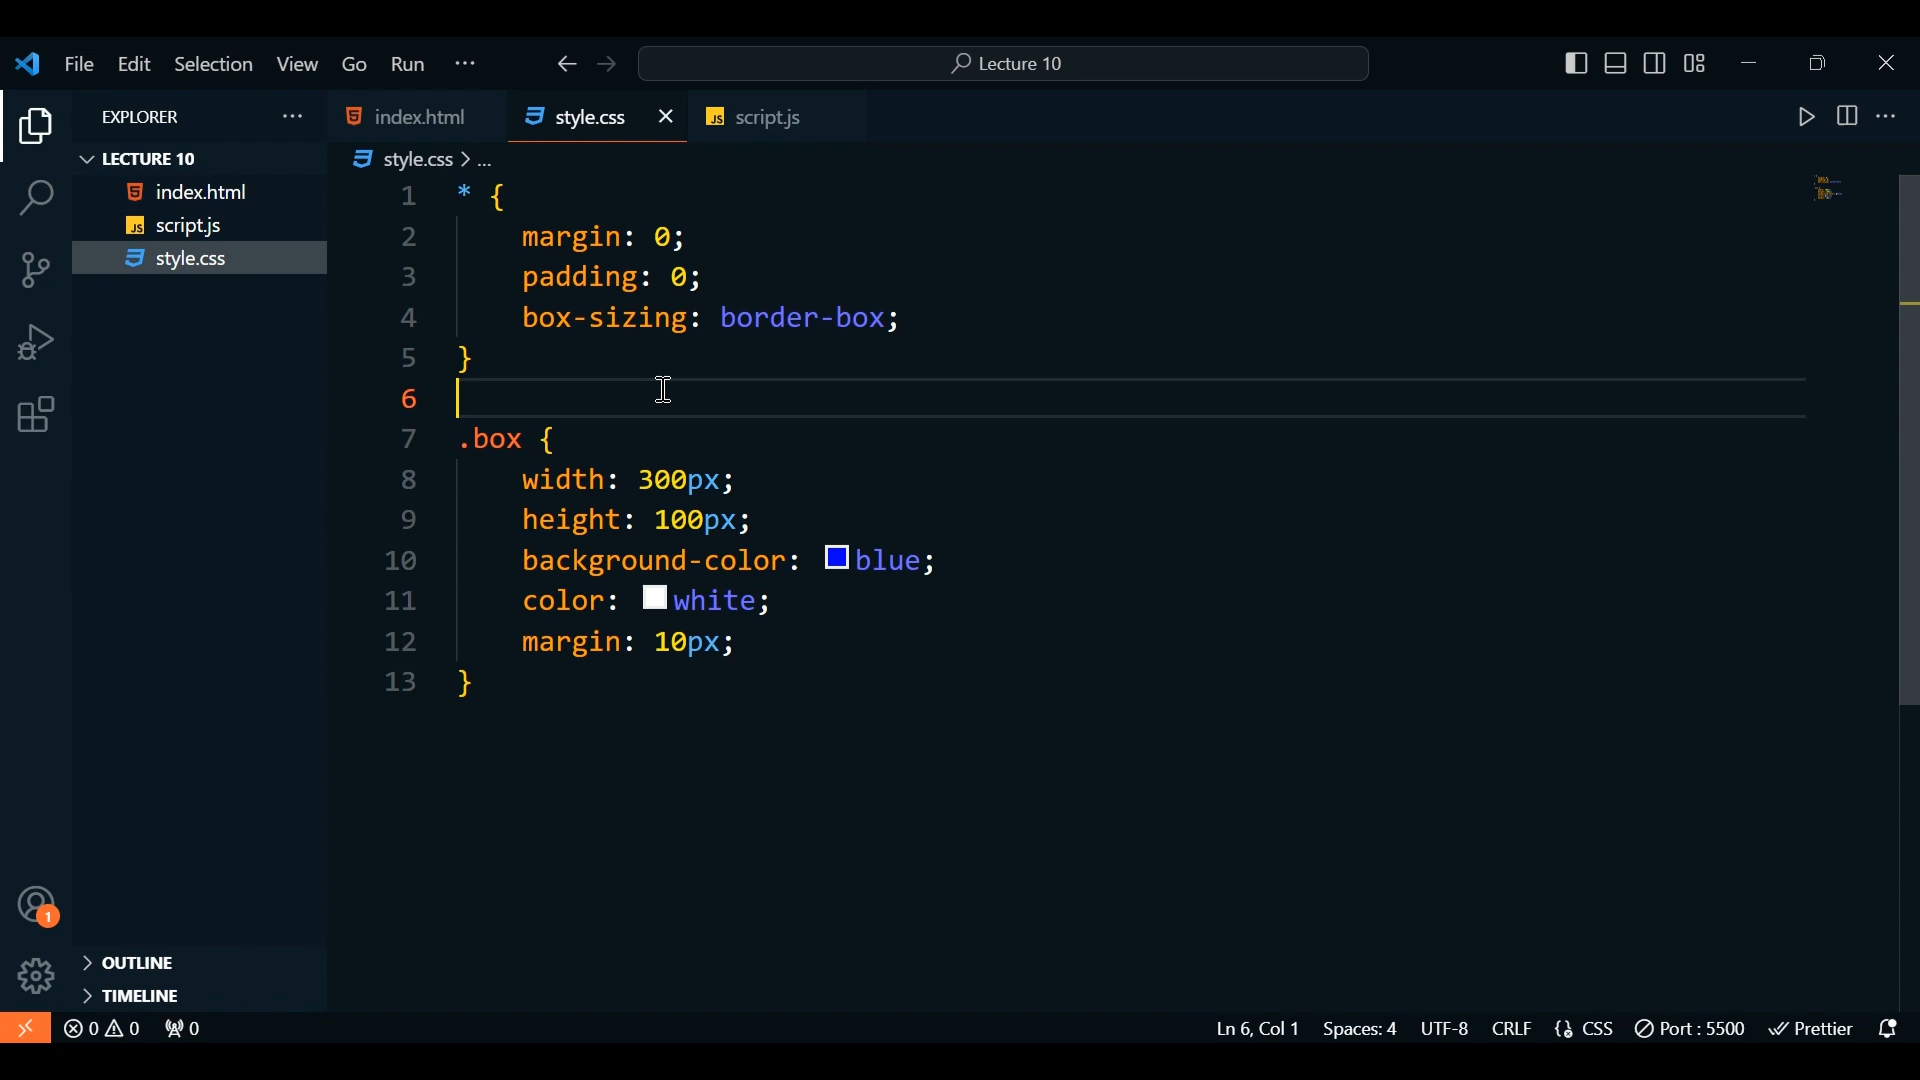 File Edit Selection View Go Run ...
Lecture 10
EXPLORER ...
index.html style.css script.js
LECTURE 10
style.css > ...
index.html
script.js
style.css
1 * {
2 margin: 0;
3 padding: 0;
4 box-sizing: border-box;
5 }
6
7 .box {
8 width: 300px;
9 height: 100px;
10 background-color: blue;
11 color: white;
12 margin: 10px;
13 }
1
OUTLINE
TIMELINE
0 0 0 Ln 6, Col 1 Spaces: 4 UTF-8 CRLF CSS Port : 5500 Prettier